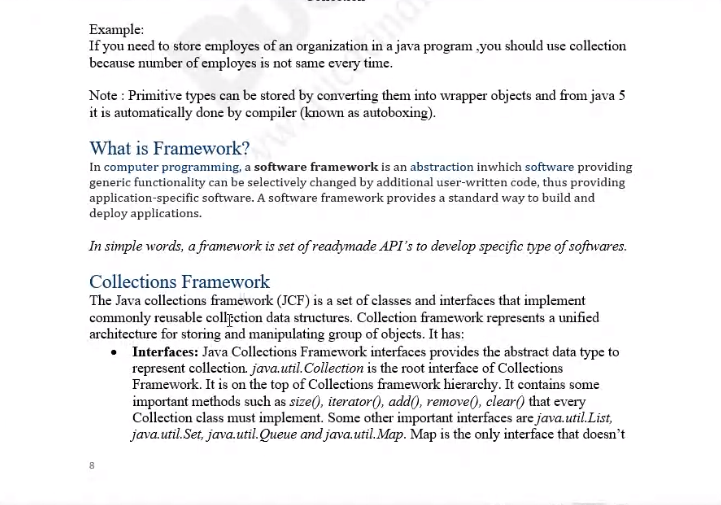 Example:
If you need to store employes of an organization in a java program ,you should use collection
because number of employes is not same every time.
Note : Primitive types can be stored by converting them into wrapper objects and from java 5
it is automatically done by compiler (known as autoboxing).
What is Framework?
In computer programming, a software framework is an abstraction inwhich software providing
generic functionality can be selectively changed by additional user-written code, thus providing
application-specific software. A software framework provides a standard way to build and
deploy applications.
In simple words, a framework is set of readymade API's to develop specific type of softwares.
Collections Framework
The Java collections framework (JCF) is a set of classes and interfaces that implement
commonly reusable collection data structures. Collection framework represents a unified
architecture for storing and manipulating group of objects. It has:
• Interfaces: Java Collections Framework interfaces provides the abstract data type to
represent collection. java.util.Collection is the root interface of Collections
Framework. It is on the top of Collections framework hierarchy. It contains some
important methods such as size(), iterator(), add(), remove(), clear() that every
Collection class must implement. Some other important interfaces are java.util.List,
java.util.Set, java.util.Queue and java.util.Map. Map is the only interface that doesn't
8